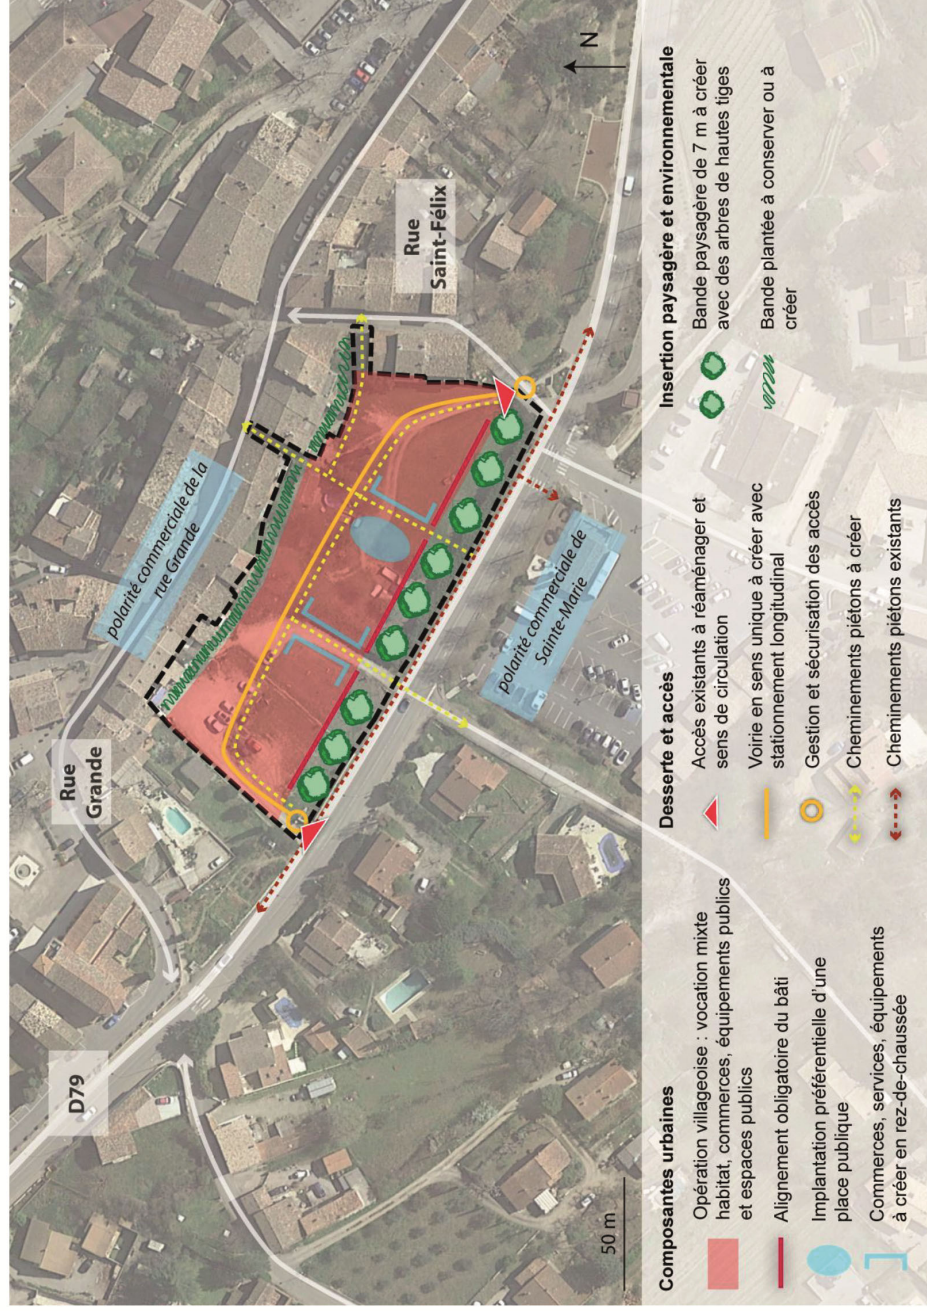 D79
Rue
Grande
polarité commerciale de la
rue Grande
Rue
Saint-Félix
N
polarité commerciale de
Sainte-Marie
50 m
Composantes urbaines
Opération villageoise : vocation mixte
habitat, commerces, équipements publics
et espaces publics
Alignement obligatoire du bâti
Implantation préférentielle d'une
place publique
Commerces, services, équipements
à créer en rez-de-chaussée
Desserte et accès
Accès existants à réaménager et
sens de circulation
Voirie en sens unique à créer avec
stationnement longitudinal
Gestion et sécurisation des accès
Cheminements piétons à créer
Cheminements piétons existants
Insertion paysagère et environnementale
Bande paysagère de 7 m à créer
avec des arbres de hautes tiges
Bande plantée à conserver ou à
créer